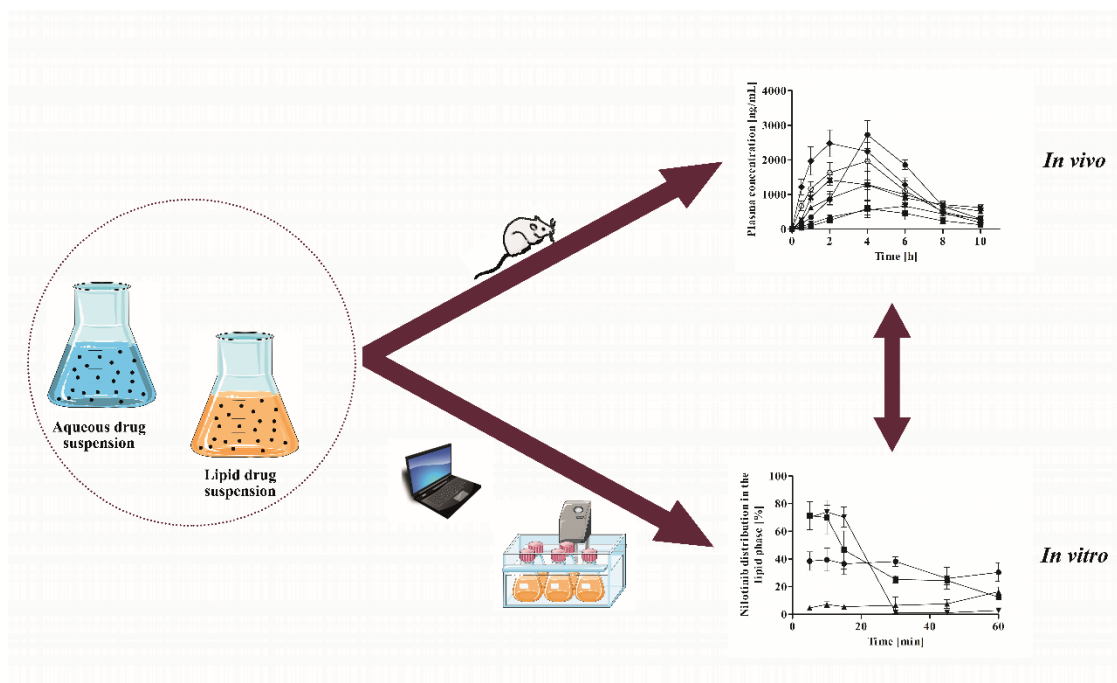 Aqueous drug
suspension
Lipid drug
suspension
Plasma concentration [ng/mL]
4000
3000
2000
1000
0
0
2
4
6
8
10
Time [h]
In vivo
Nilotinib distribution in the
lipid phase [%]
100
80
60
40
20
0
0
20
40
60
Time [min]
In vitro